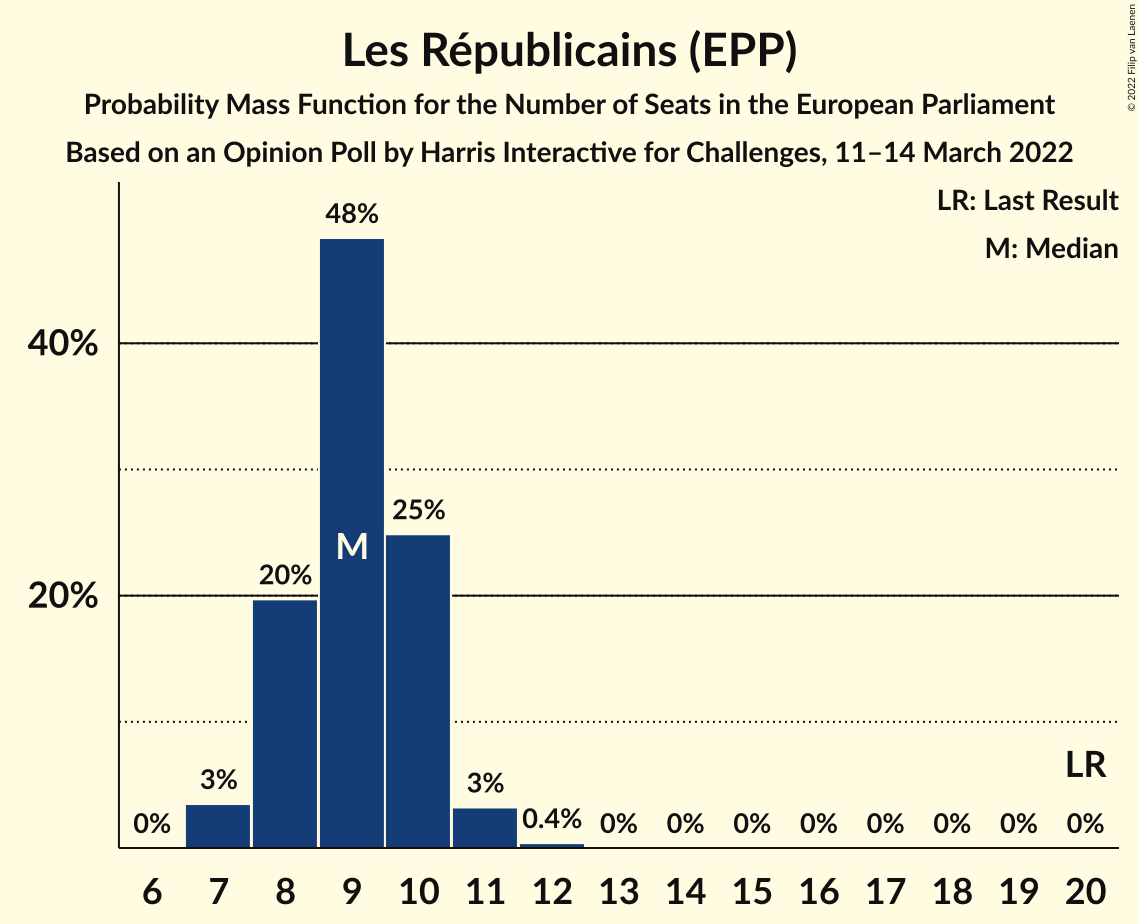 Les Républicains (EPP)
Probability Mass Function for the Number of Seats in the European Parliament
Based on an Opinion Poll by Harris Interactive for Challenges, 11–14 March 2022
© 2022 Filip van Laenen
LR: Last Result
M: Median
48%
40%
25%
M
20%
20%
LR
3%
3%
0%
0.4%
0% 0% 0% 0% 0% 0% 0% 0%
6 7 8 9 10 11 12 13 14 15 16 17 18 19 20